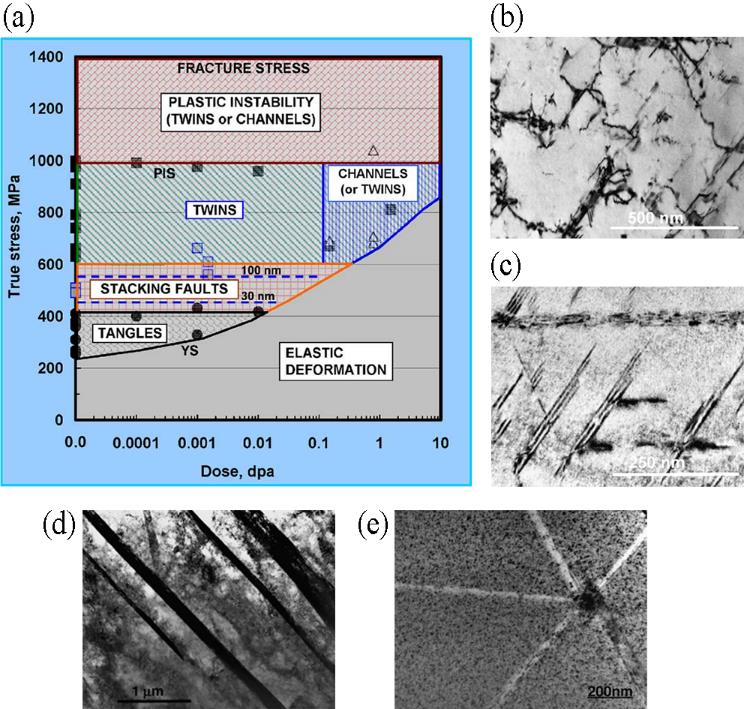 (a)
1400
1200
1000
800
600
400
200
0
True stress, MPa
FRACTURE STRESS
PLASTIC INSTABILITY
(TWINS or CHANNELS)
PIS
CHANNELS
(or TWINS)
TWINS
100 nm
STACKING FAULTS
30 nm
TANGLES
YS
ELASTIC
DEFORMATION
0.0 0.0001 0.001 0.01 0.1 1 10
Dose, dpa
(b)
500 nm
(c)
250 nm
(d)
1 μm
(e)
200nm